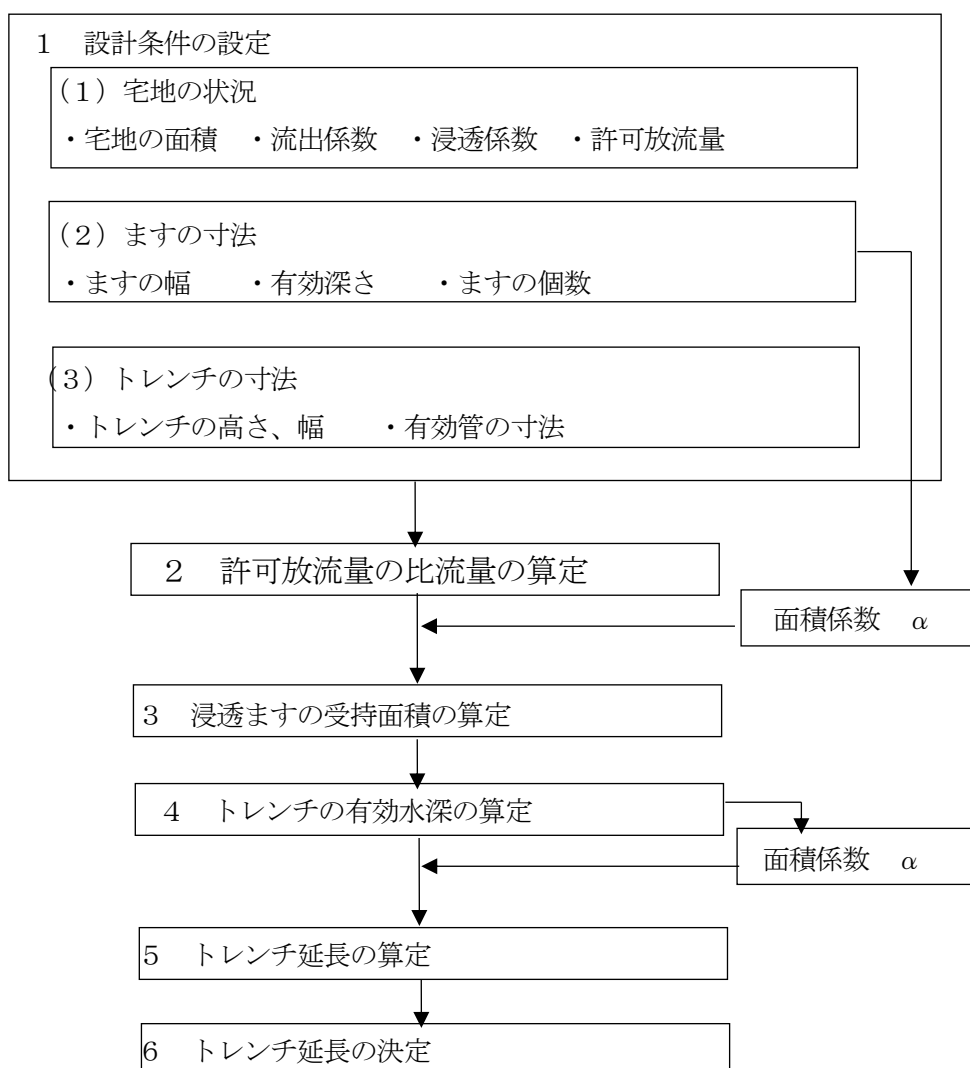 １　設計条件の設定
（１）宅地の状況
・宅地の面積　・流出係数　・浸透係数　・許可放流量
（２）ますの寸法
・ますの幅　　・有効深さ　　・ますの個数
（３）トレンチの寸法
・トレンチの高さ、幅　　・有効管の寸法
２　許可放流量の比流量の算定
面積係数　α
３　浸透ますの受持面積の算定
４　トレンチの有効水深の算定
面積係数　α
５　トレンチ延長の算定
６　トレンチ延長の決定